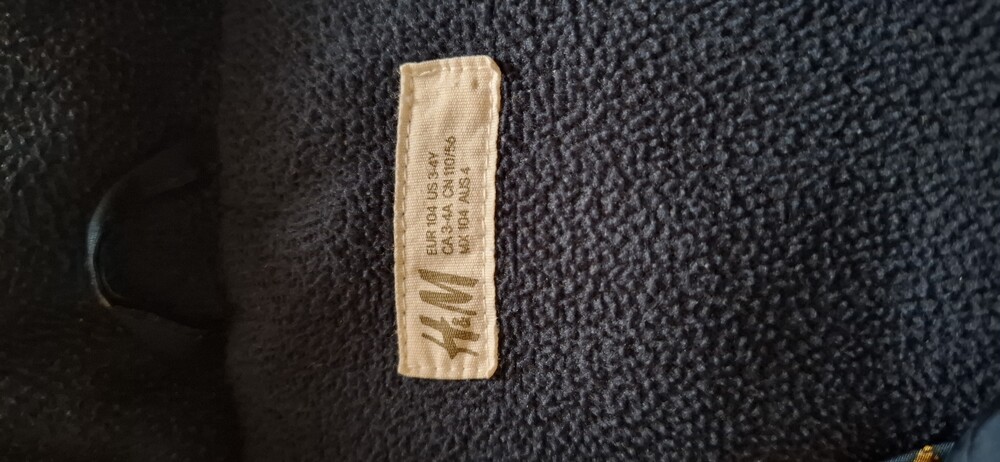 H&M
EUR 104 US 3-4Y
CA 3-4A CN 110/56
MX 104 AUS 4